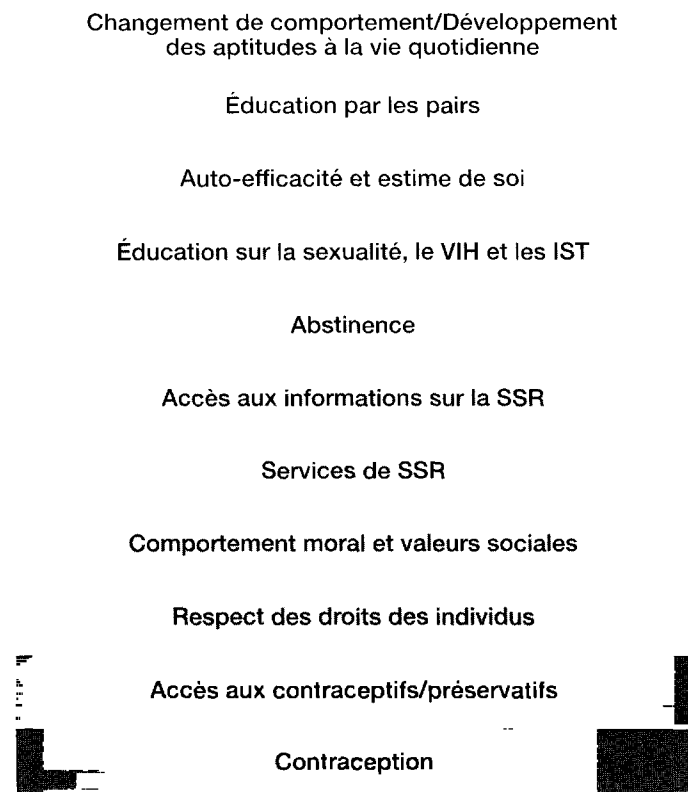 Changement de comportement/Développement
des aptitudes à la vie quotidienne
Éducation par les pairs
Auto-efficacité et estime de soi
Éducation sur la sexualité, le VIH et les IST
Abstinence
Accès aux informations sur la SSR
Services de SSR
Comportement moral et valeurs sociales
Respect des droits des individus
Accès aux contraceptifs/préservatifs
Contraception